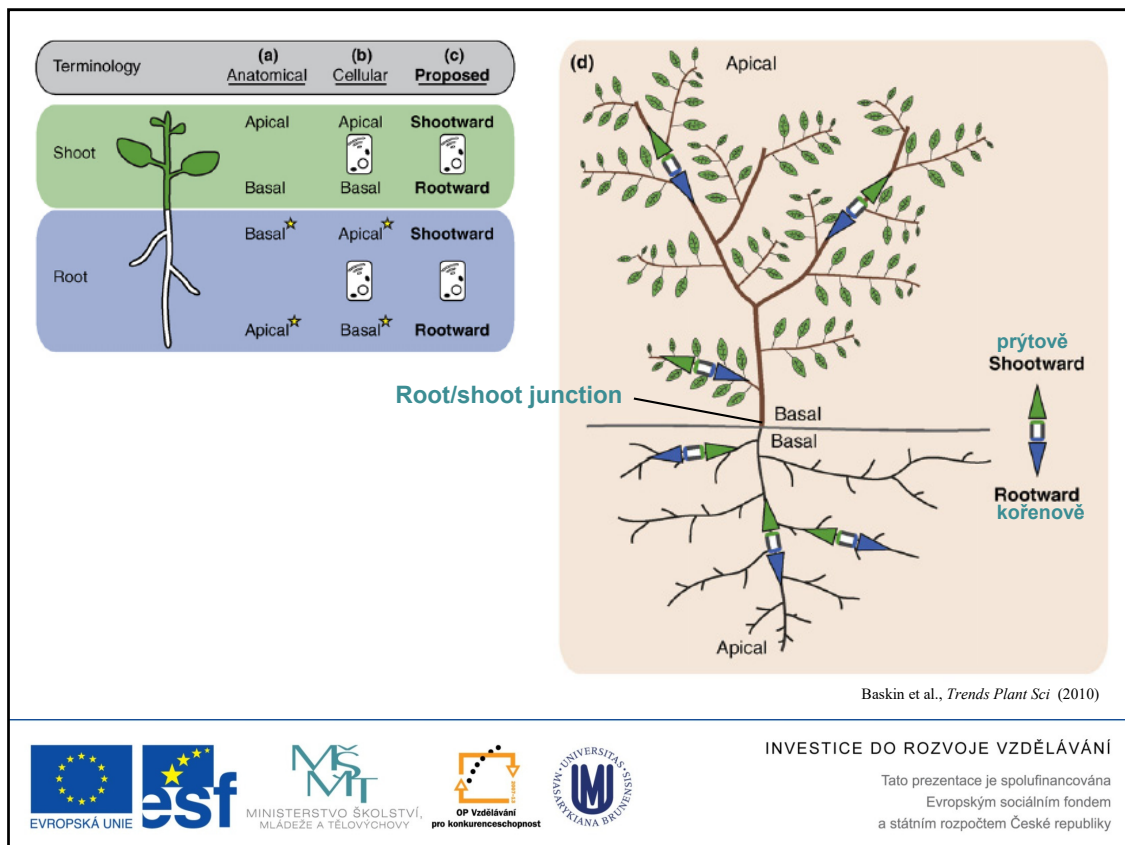 Terminology
(a)
Anatomical
(b)
Cellular
(c)
Proposed
Shoot
Apical Apical Shootward
Basal Basal Rootward
Root
Basal Apical Shootward
Apical Basal Rootward
(d)
Apical
Root/shoot junction
Basal
Basal
Apical
prýtově
Shootward
Rootward
kořenově
Baskin et al., Trends Plant Sci (2010)
EVROPSKÁ UNIE
esf
MŠMT
MINISTERSTVO ŠKOLSTVÍ,
MLÁDEŽE A TĚLOVÝCHOVY
2007-13
OP Vzdělávání
pro konkurenceschopnost
UNIVERSITAS MASARYKIANA BRUNENSIS
INVESTICE DO ROZVOJE VZDĚLÁVÁNÍ
Tato prezentace je spolufinancována
Evropským sociálním fondem
a státním rozpočtem České republiky